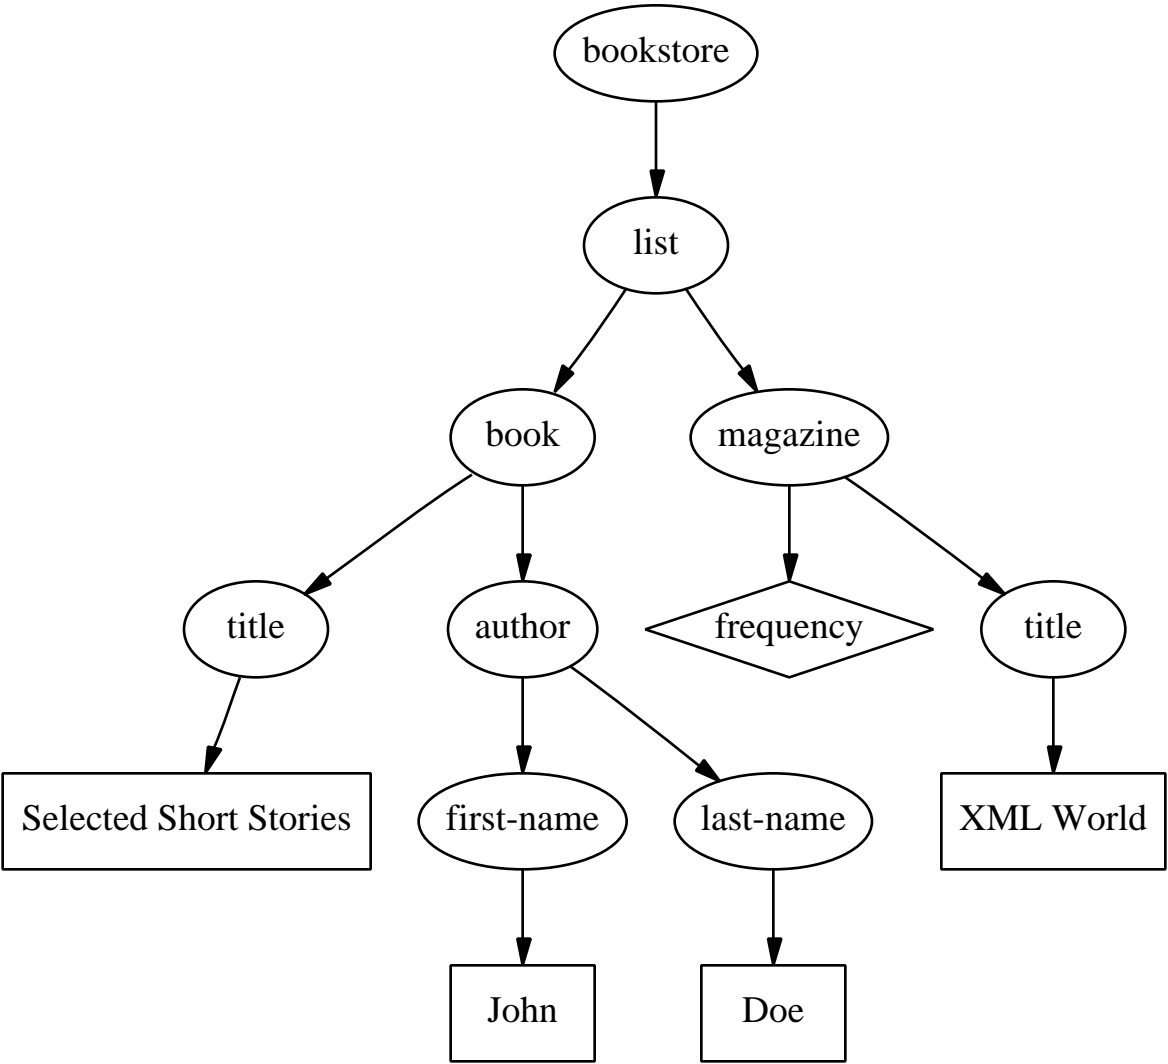 bookstore
list
book
magazine
title
author
frequency
title
Selected Short Stories
first-name
last-name
XML World
John
Doe